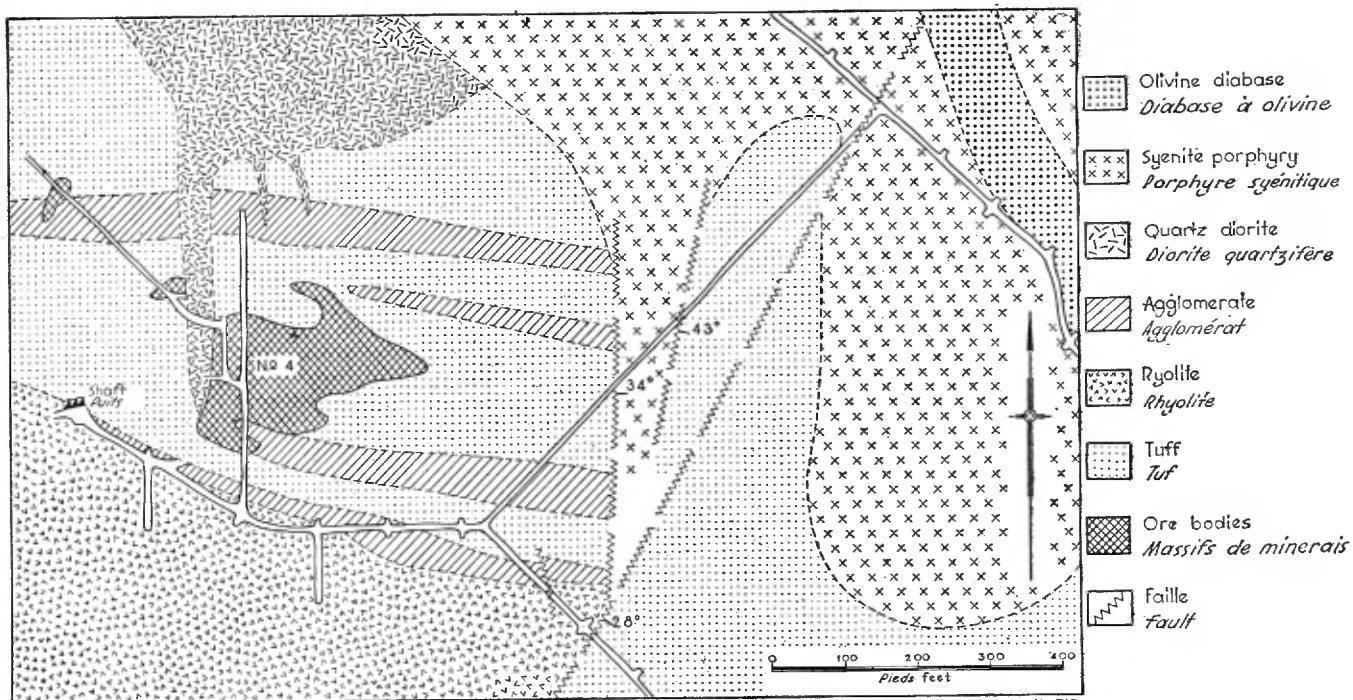 Shaft
Puits
No 4
43°
34°
28°
0 100 200 300 400
Pieds feet
Olivine diabase
Diabase à olivine
Syenite porphyry
Porphyre syénitique
Quartz diorite
Diorite quartzifère
Agglomerate
Agglomérat
Ryolite
Rhyolite
Tuff
Tuf
Ore bodies
Massifs de minerais
Faille
Fault